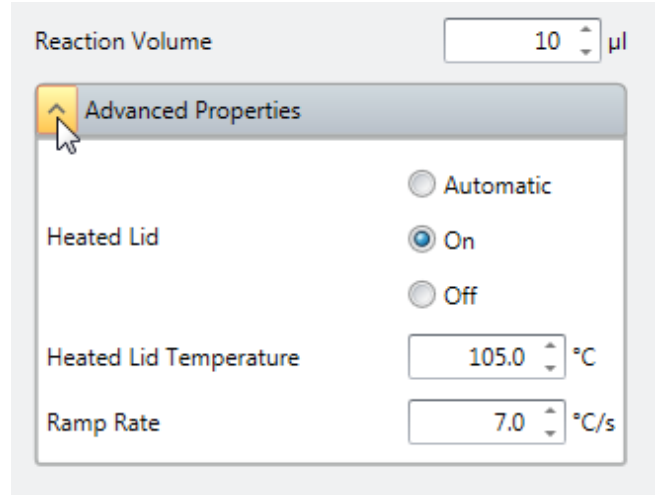 Reaction Volume 10 µl
Advanced Properties
Automatic
Heated Lid On
Off
Heated Lid Temperature 105.0 °C
Ramp Rate 7.0 °C/s